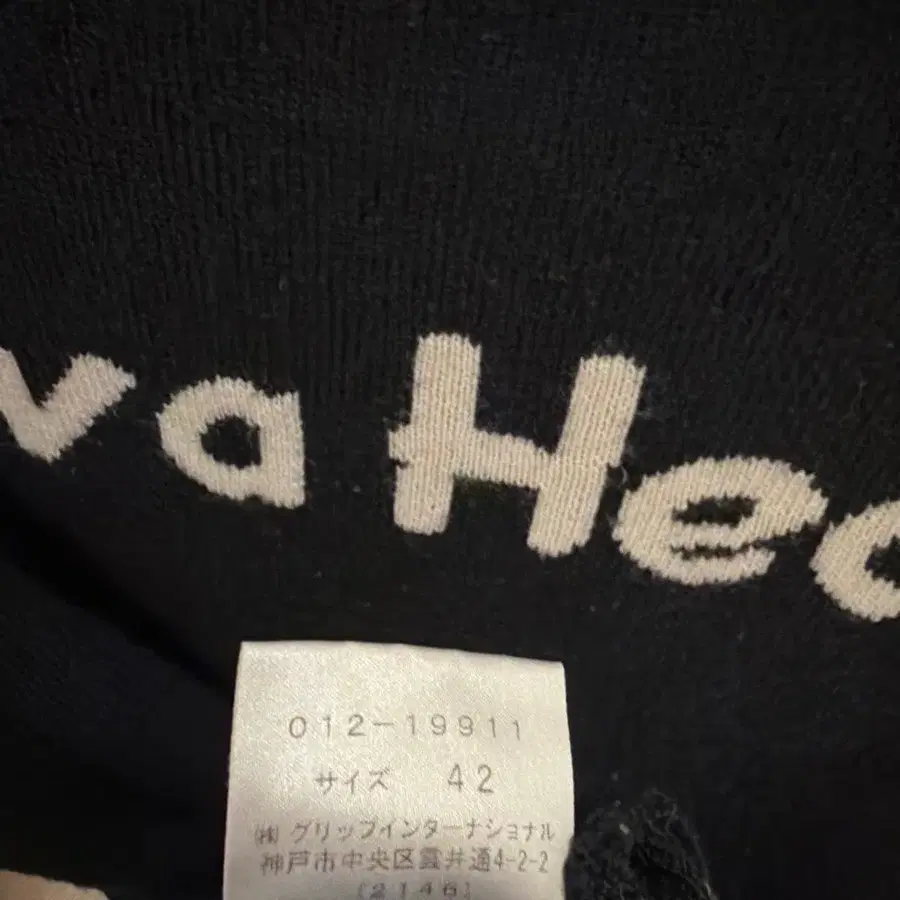 va He
012-19911
サイズ 42
㈱ グリップインターナショナル
神戸市中央区雲井通4-2-2
(2146)